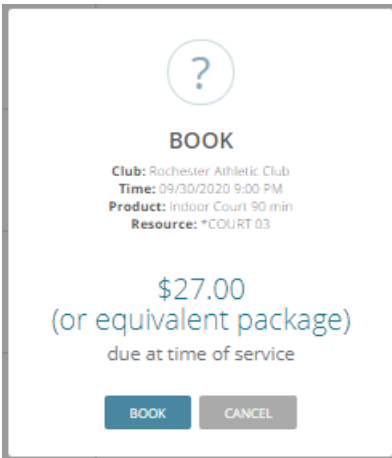 ?
BOOK
Club: Rochester Athletic Club
Time: 09/30/2020 9:00 PM
Product: Indoor Court 90 min
Resource: *COURT 03
$27.00
(or equivalent package)
due at time of service
BOOK CANCEL